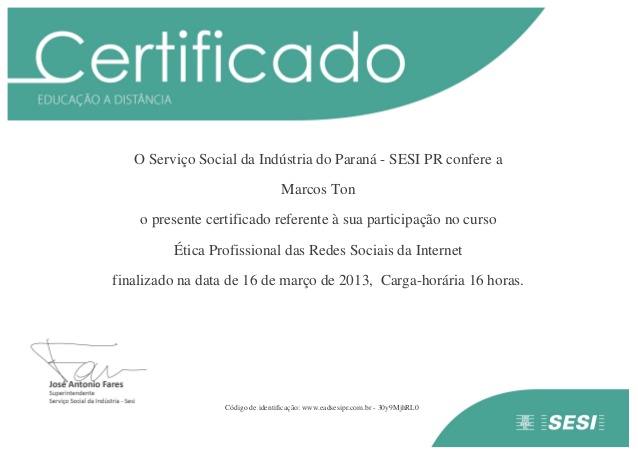 Certificado
EDUCAÇÃO A DISTÂNCIA
O Serviço Social da Indústria do Paraná - SESI PR confere a
Marcos Ton
o presente certificado referente à sua participação no curso
Ética Profissional das Redes Sociais da Internet
finalizado na data de 16 de março de 2013, Carga-horária 16 horas.
José Antonio Fares
Superintendente
Serviço Social da Indústria - Sesi
Código de identificação: www.eadsesipr.com.br - 30y9MjhRL0
SESI